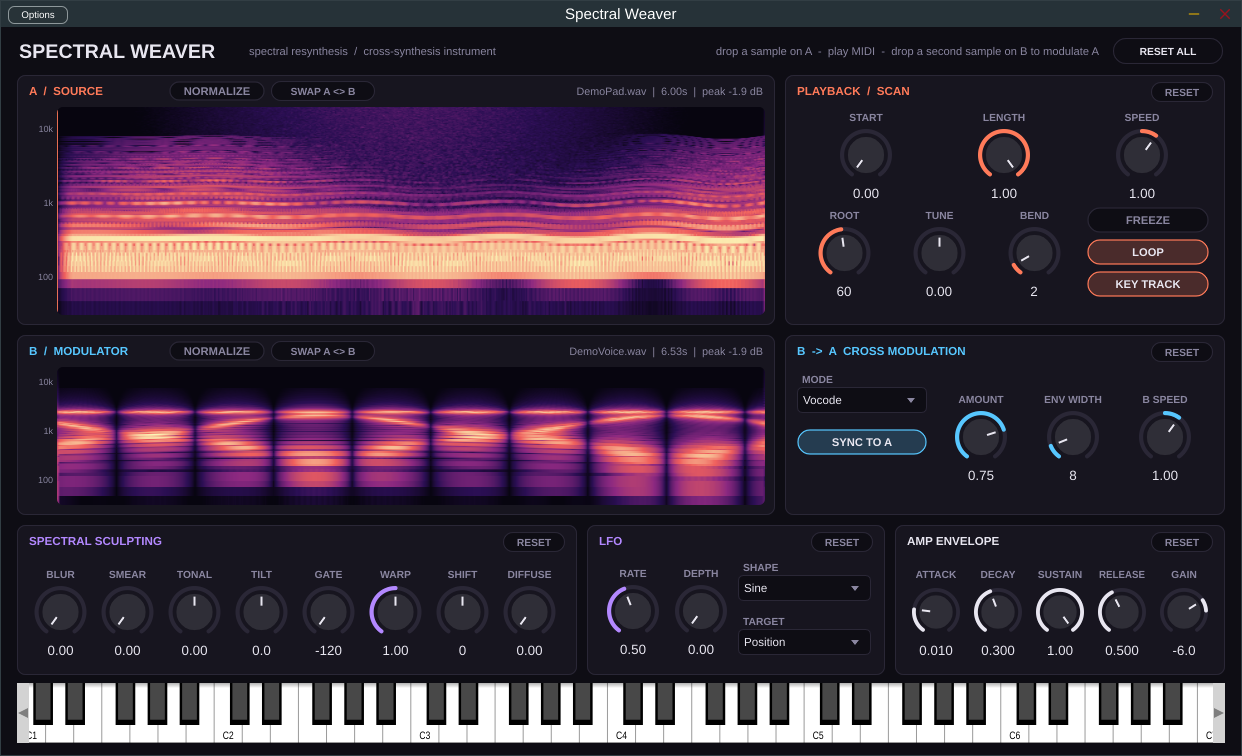 Options
Spectral Weaver
SPECTRAL WEAVER
spectral resynthesis / cross-synthesis instrument
drop a sample on A - play MIDI - drop a second sample on B to modulate A
RESET ALL
A / SOURCE
NORMALIZE
SWAP A <> B
DemoPad.wav | 6.00s | peak -1.9 dB
10k
1k
100
PLAYBACK / SCAN
RESET
START
LENGTH
SPEED
0.00
1.00
1.00
ROOT
TUNE
BEND
60
0.00
2
FREEZE
LOOP
KEY TRACK
B / MODULATOR
NORMALIZE
SWAP A <> B
DemoVoice.wav | 6.53s | peak -1.9 dB
10k
1k
100
B -> A CROSS MODULATION
RESET
MODE
Vocode
SYNC TO A
AMOUNT
ENV WIDTH
B SPEED
0.75
8
1.00
SPECTRAL SCULPTING
RESET
BLUR
SMEAR
TONAL
TILT
GATE
WARP
SHIFT
DIFFUSE
0.00
0.00
0.00
0.0
-120
1.00
0
0.00
LFO
RESET
RATE
DEPTH
0.50
0.00
SHAPE
Sine
TARGET
Position
AMP ENVELOPE
RESET
ATTACK
DECAY
SUSTAIN
RELEASE
GAIN
0.010
0.300
1.00
0.500
-6.0
C1
C2
C3
C4
C5
C6